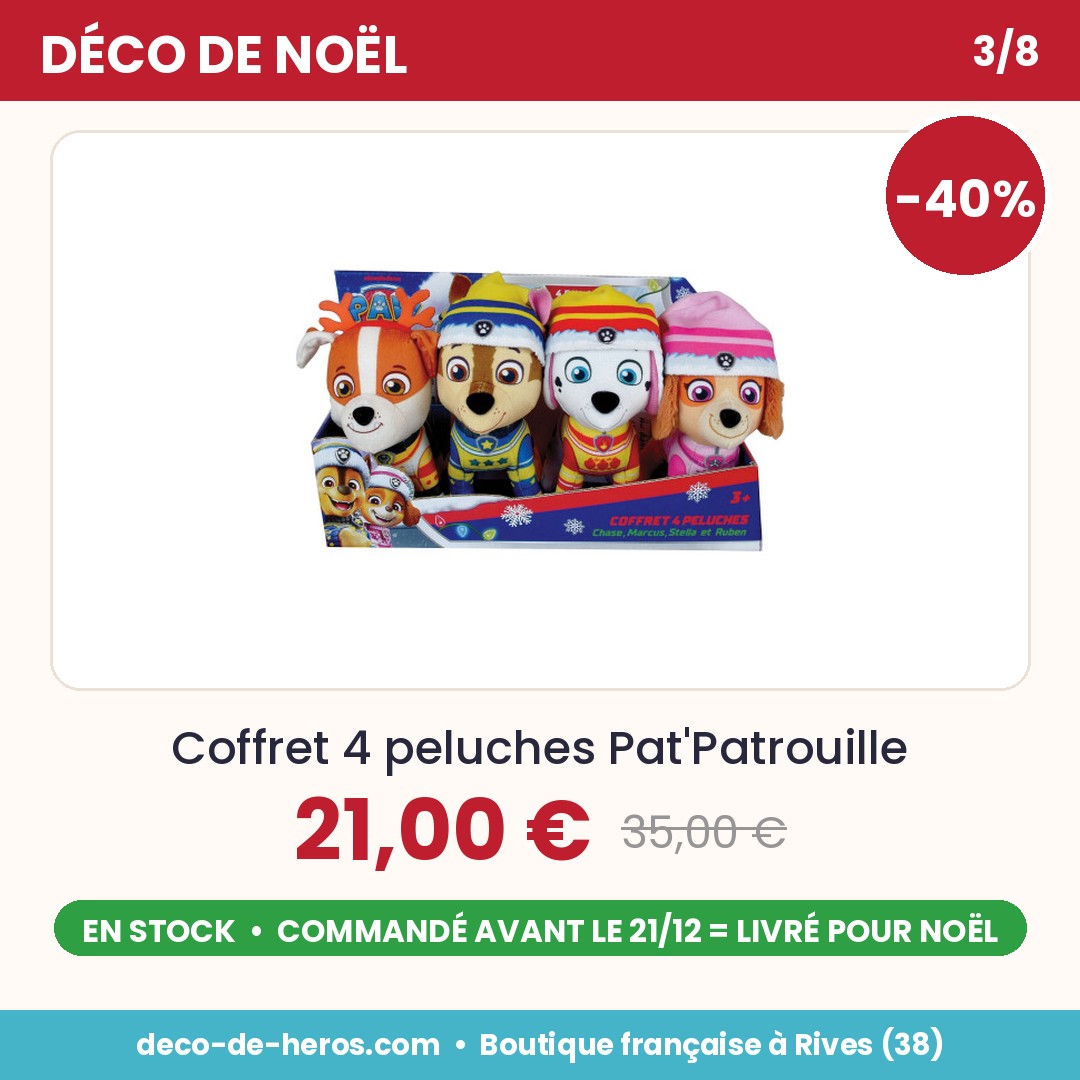 DÉCO DE NOËL
3/8
-40%
nickelodeon
PAW
3+
COFFRET 4 PELUCHES
Chase, Marcus, Stella et Ruben
Coffret 4 peluches Pat'Patrouille
21,00 € 35,00 €
EN STOCK • COMMANDÉ AVANT LE 21/12 = LIVRÉ POUR NOËL
deco-de-heros.com • Boutique française à Rives (38)